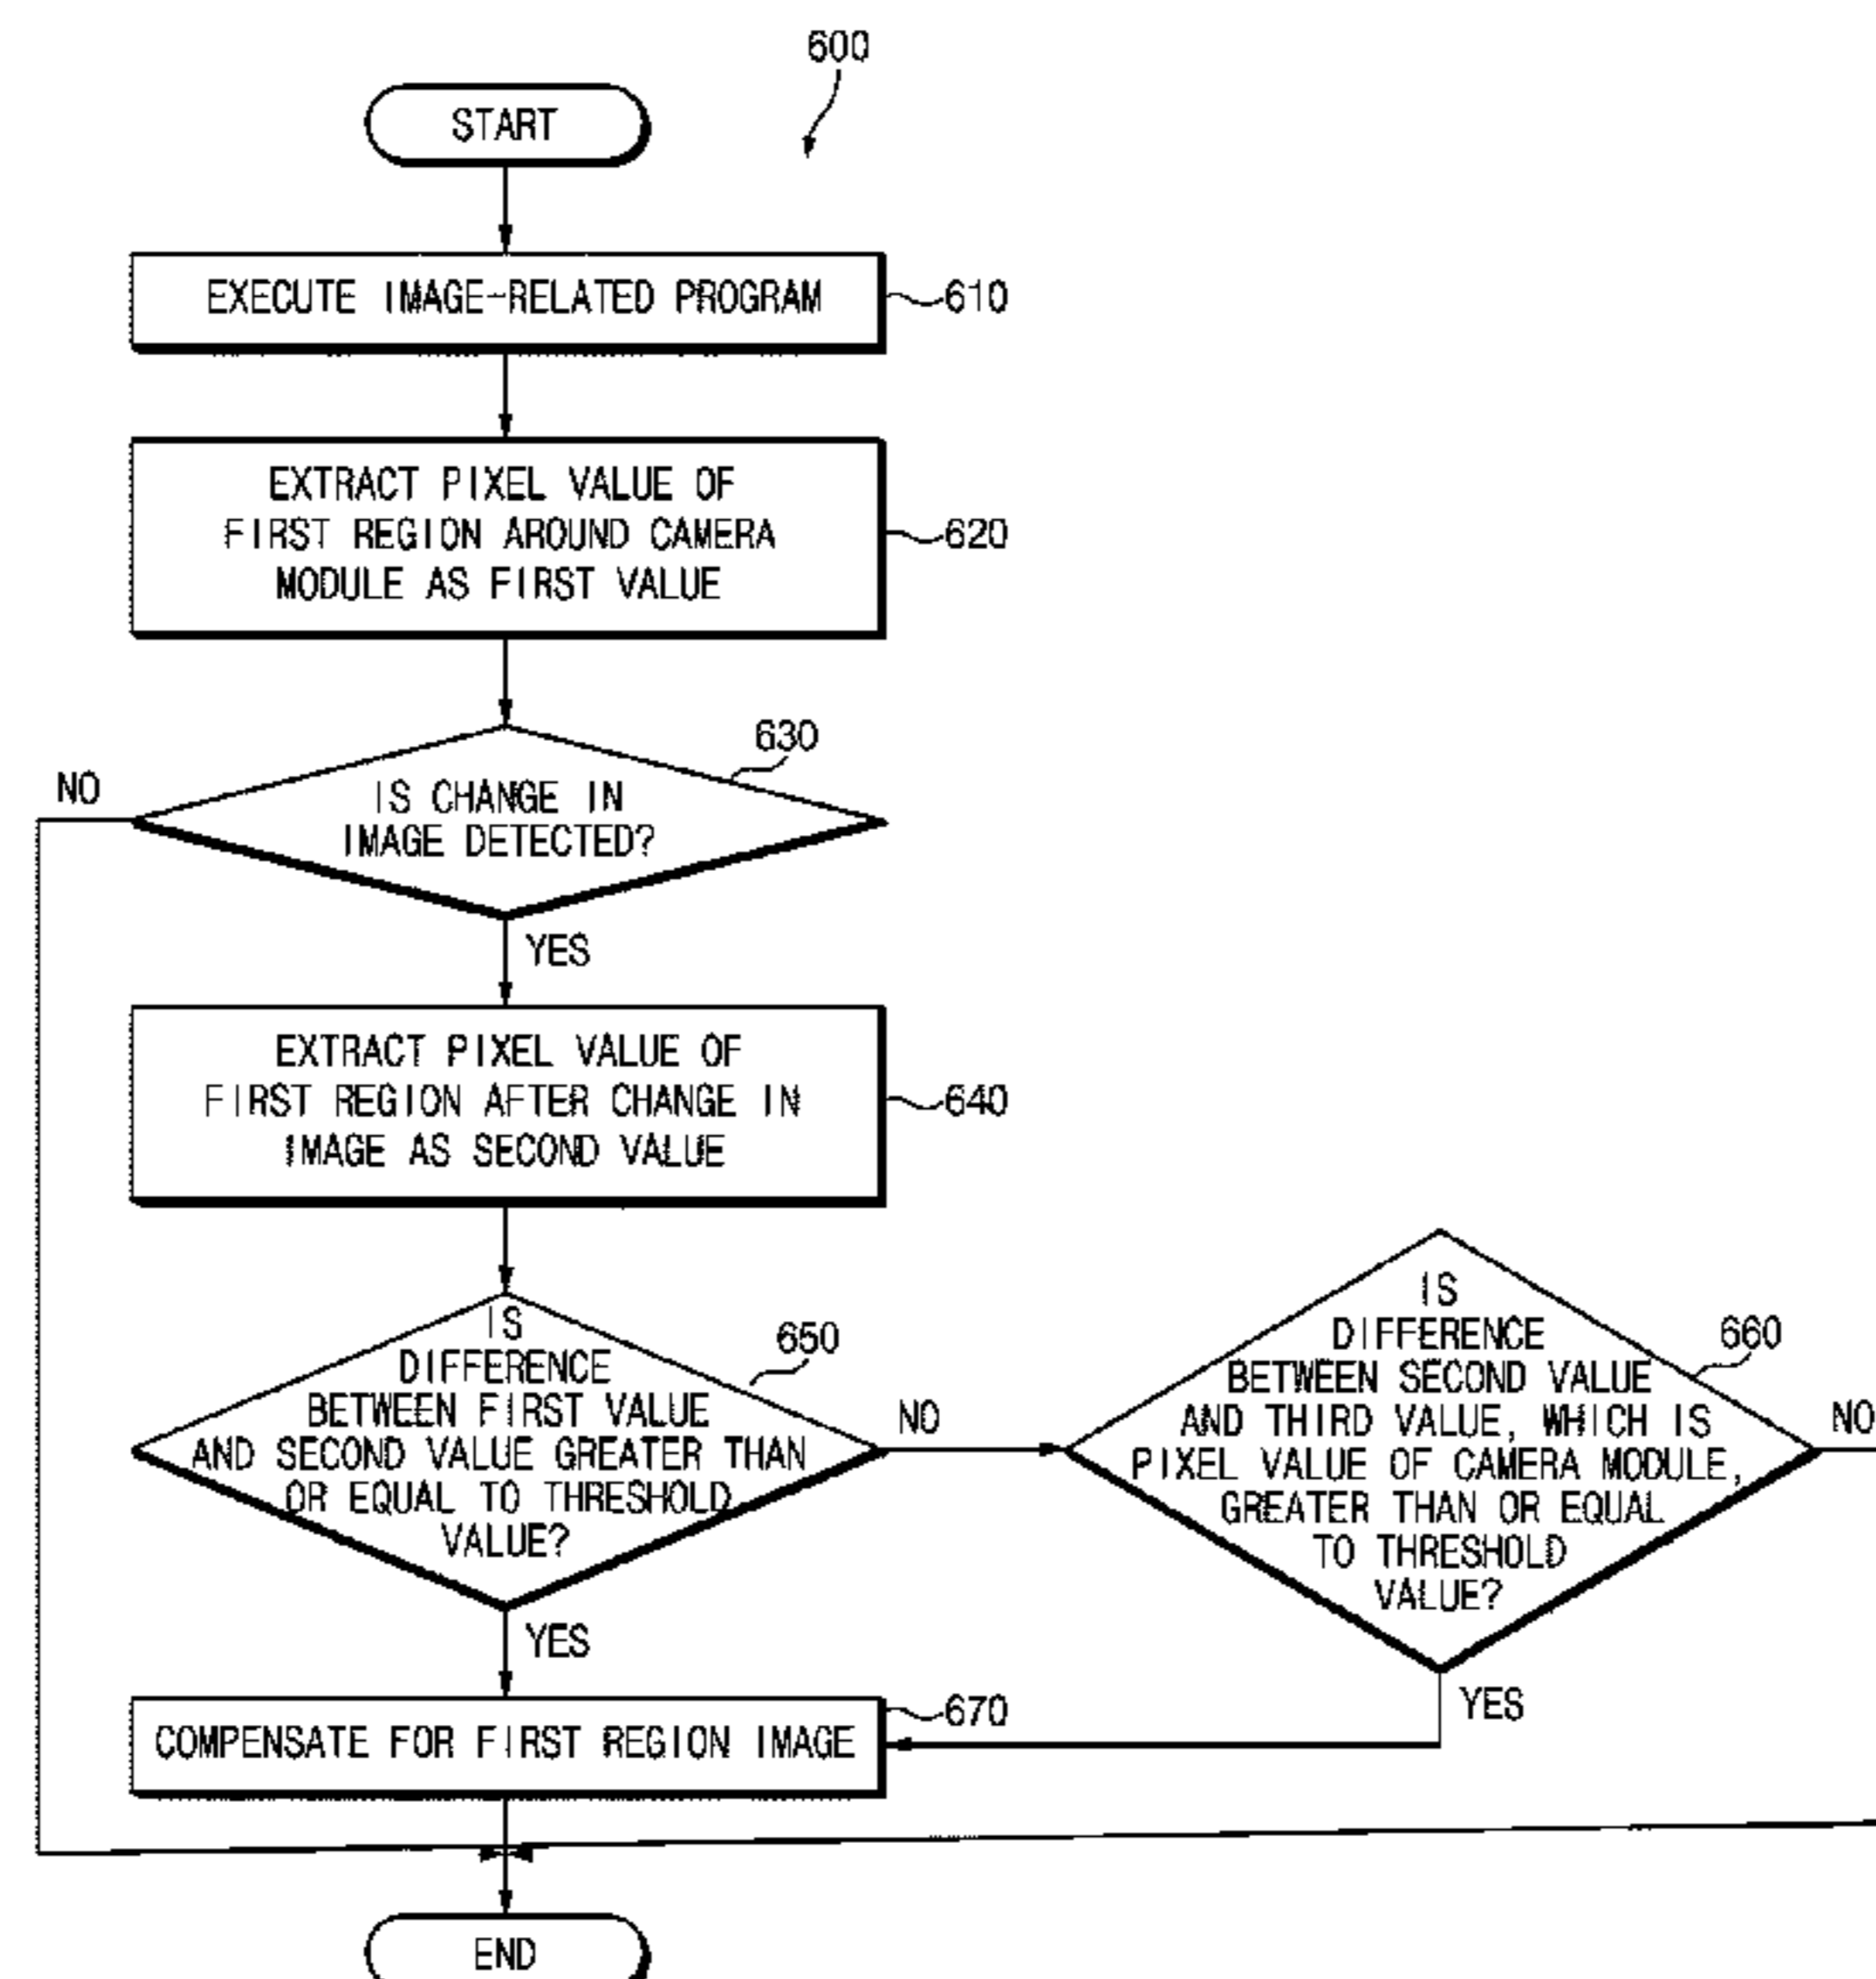 600
START
EXECUTE IMAGE-RELATED PROGRAM
610
EXTRACT PIXEL VALUE OF
FIRST REGION AROUND CAMERA
MODULE AS FIRST VALUE
620
630
NO
IS CHANGE IN
IMAGE DETECTED?
YES
EXTRACT PIXEL VALUE OF
FIRST REGION AFTER CHANGE IN
IMAGE AS SECOND VALUE
640
IS
DIFFERENCE
BETWEEN FIRST VALUE
AND SECOND VALUE GREATER THAN
OR EQUAL TO THRESHOLD
VALUE?
650
NO
YES
IS
DIFFERENCE
BETWEEN SECOND VALUE
AND THIRD VALUE, WHICH IS
PIXEL VALUE OF CAMERA MODULE,
GREATER THAN OR EQUAL
TO THRESHOLD
VALUE?
660
NO
YES
COMPENSATE FOR FIRST REGION IMAGE
670
END